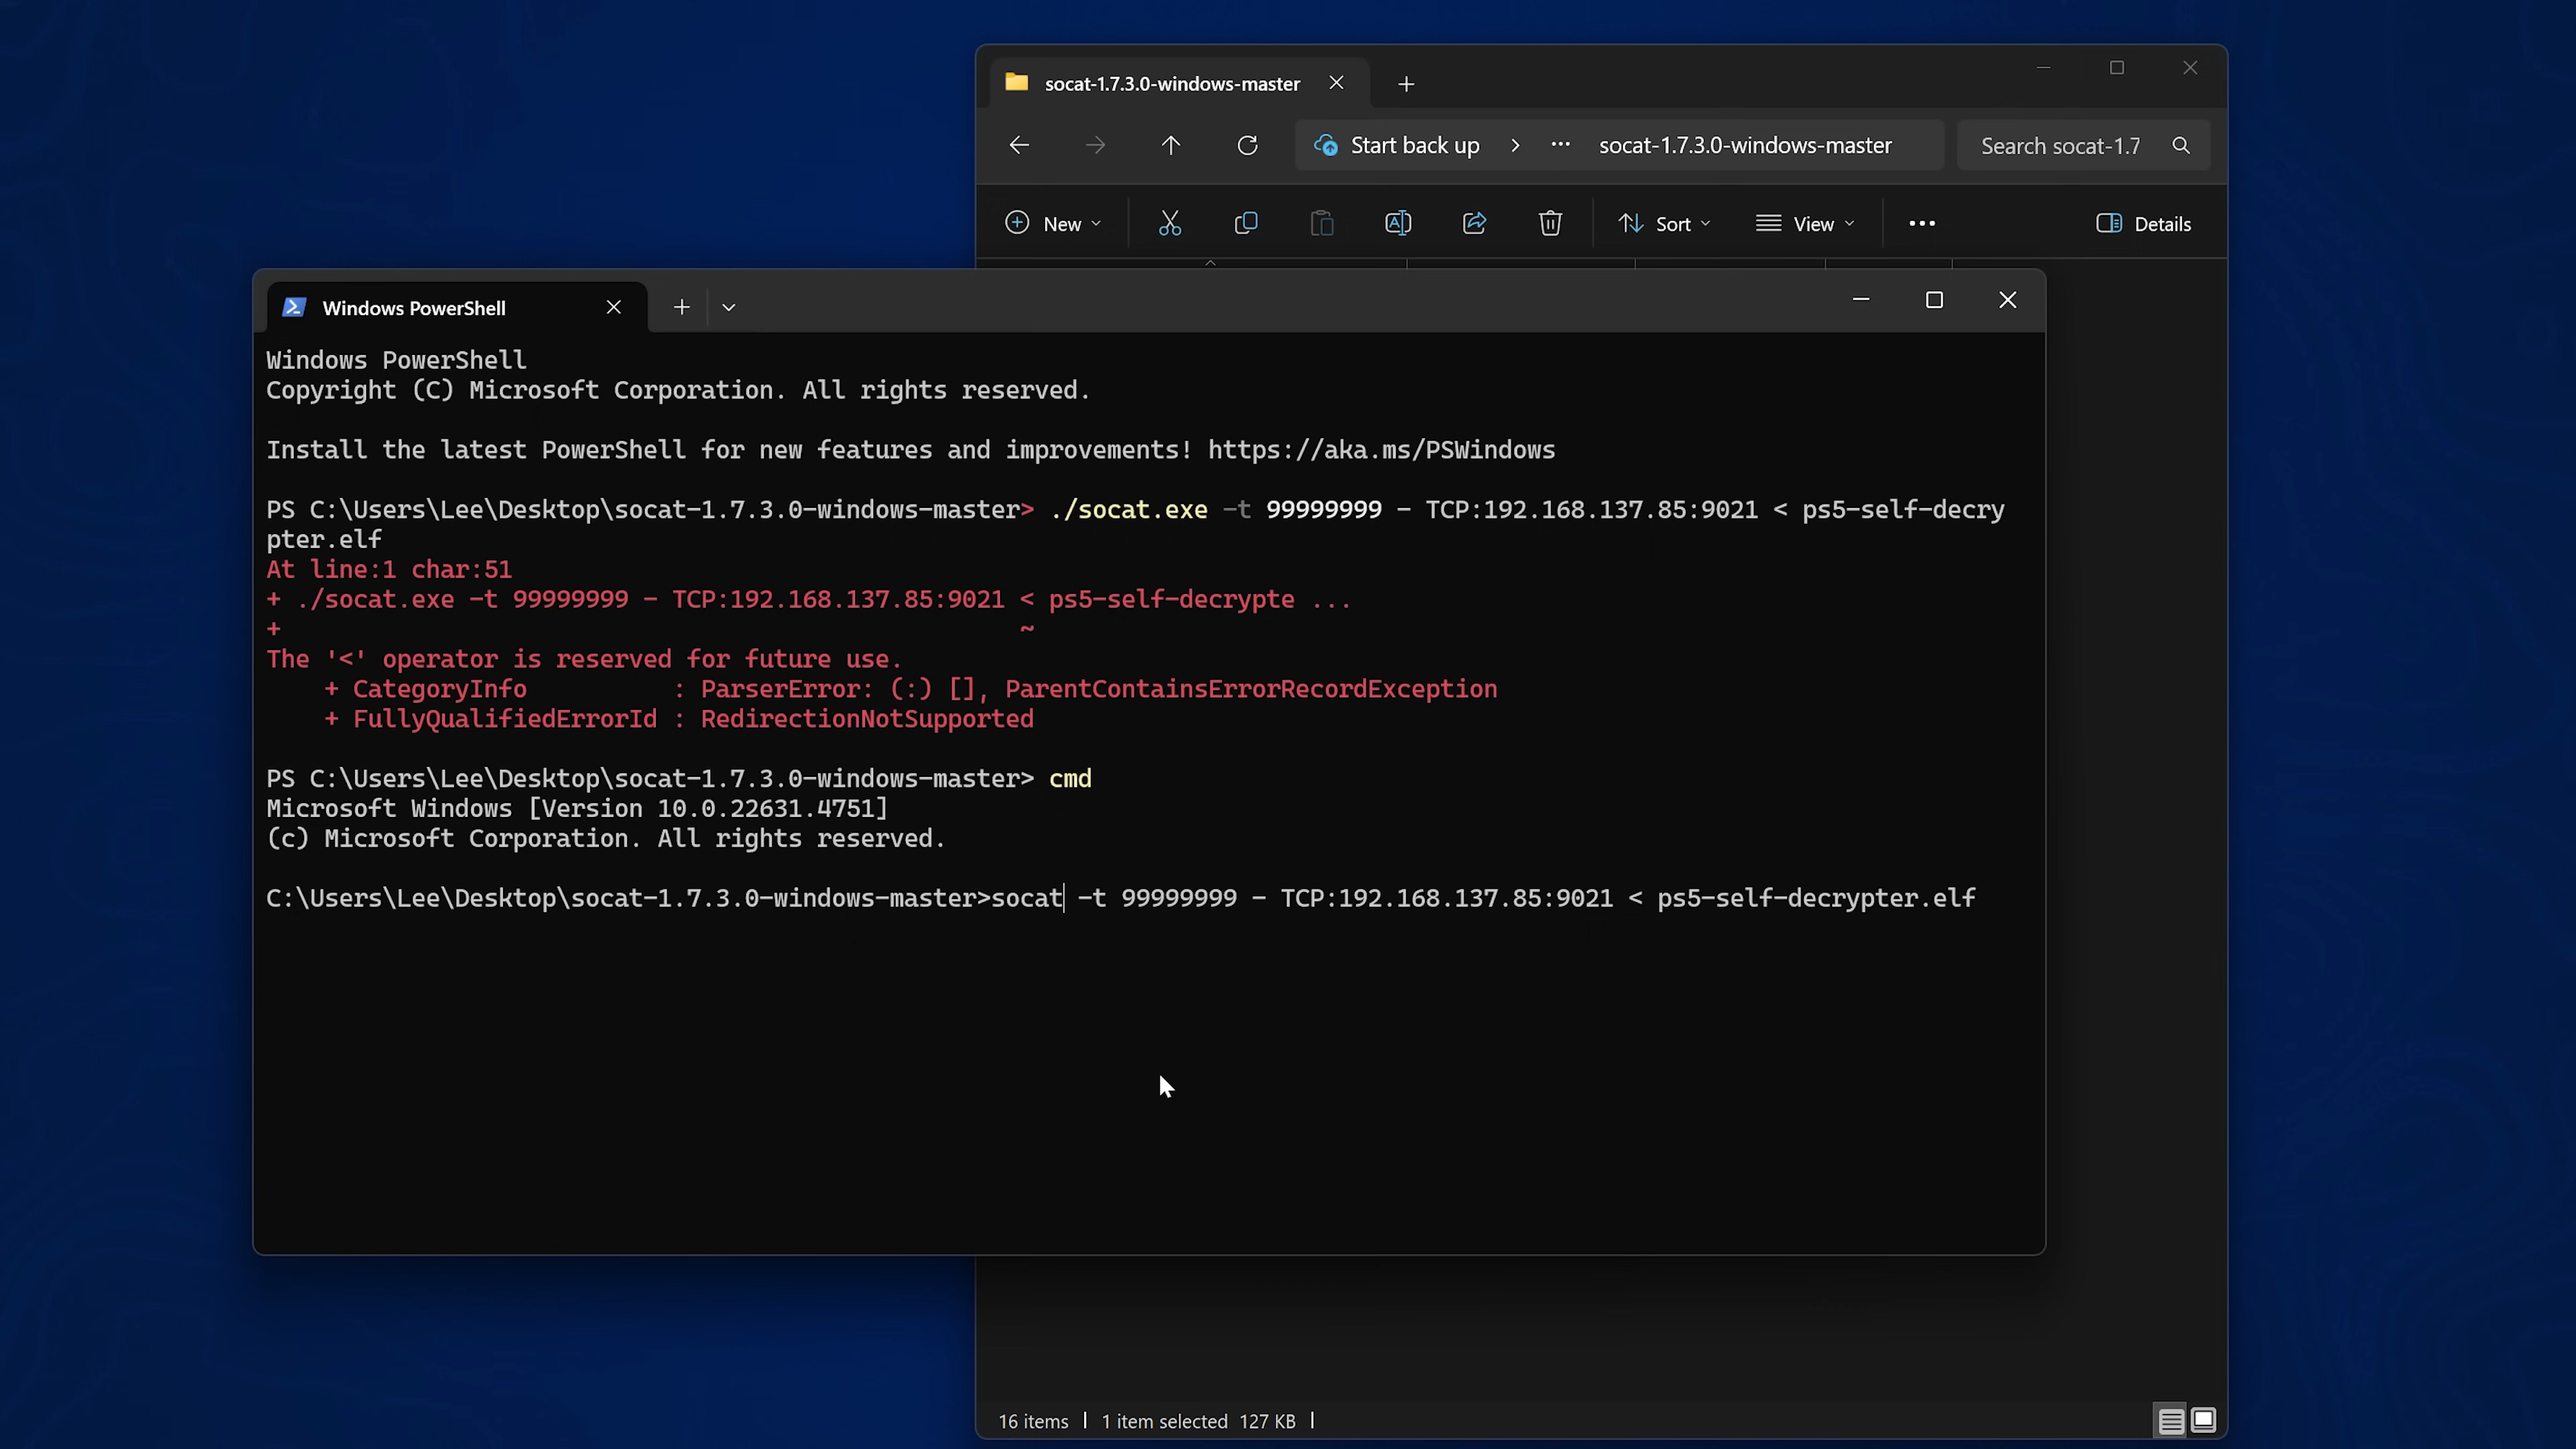 socat-1.7.3.0-windows-master
Start back up
socat-1.7.3.0-windows-master
Search socat-1.7
New
Sort
View
Details
Windows PowerShell
Windows PowerShell
Copyright (C) Microsoft Corporation. All rights reserved.
Install the latest PowerShell for new features and improvements! https://aka.ms/PSWindows
PS C:\Users\Lee\Desktop\socat-1.7.3.0-windows-master> ./socat.exe -t 99999999 - TCP:192.168.137.85:9021 < ps5-self-decry
pter.elf
At line:1 char:51
+ ./socat.exe -t 99999999 - TCP:192.168.137.85:9021 < ps5-self-decrypte ...
+                                                   ~
The '<' operator is reserved for future use.
    + CategoryInfo          : ParserError: (:) [], ParentContainsErrorRecordException
    + FullyQualifiedErrorId : RedirectionNotSupported
PS C:\Users\Lee\Desktop\socat-1.7.3.0-windows-master> cmd
Microsoft Windows [Version 10.0.22631.4751]
(c) Microsoft Corporation. All rights reserved.
C:\Users\Lee\Desktop\socat-1.7.3.0-windows-master>socat -t 99999999 - TCP:192.168.137.85:9021 < ps5-self-decrypter.elf
16 items
1 item selected 127 KB